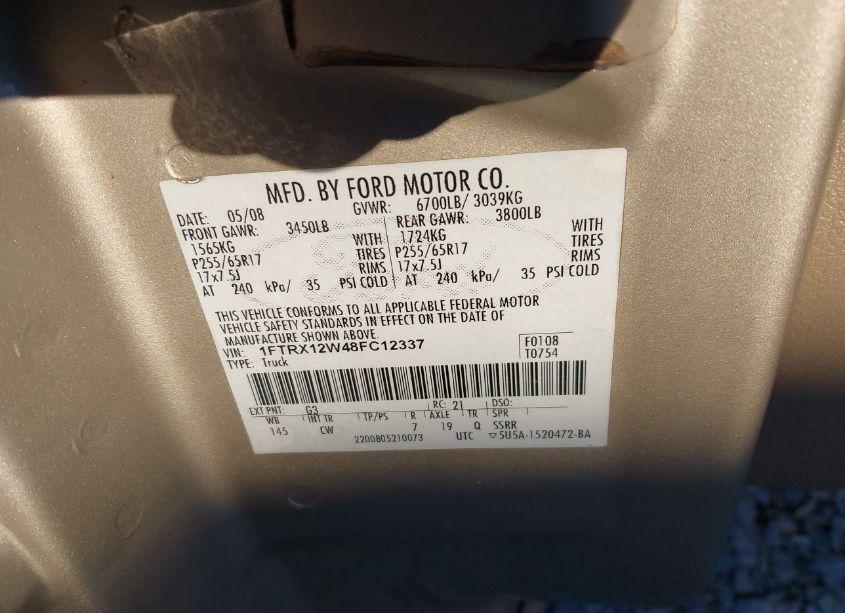 MFD. BY FORD MOTOR CO.
DATE: 05/08 GVWR: 6700LB/ 3039KG
FRONT GAWR: 3450LB REAR GAWR: 3800LB
1565KG WITH 1724KG WITH
P255/65R17 TIRES P255/65R17 TIRES
17x7.5J RIMS 17x7.5J RIMS
AT 240 kPa/ 35 PSI COLD AT 240 kPa/ 35 PSI COLD
THIS VEHICLE CONFORMS TO ALL APPLICABLE FEDERAL MOTOR
VEHICLE SAFETY STANDARDS IN EFFECT ON THE DATE OF
MANUFACTURE SHOWN ABOVE.
VIN: 1FTRX12W48FC12337 F0108
TYPE: Truck T0754
EXT PNT: G3 RC: 21 DSO:
WB INT TR TP/PS R AXLE TR SPR
145 CW 7 19 Q SSRR
2200805210073 UTC ▽5U5A-1520472-BA